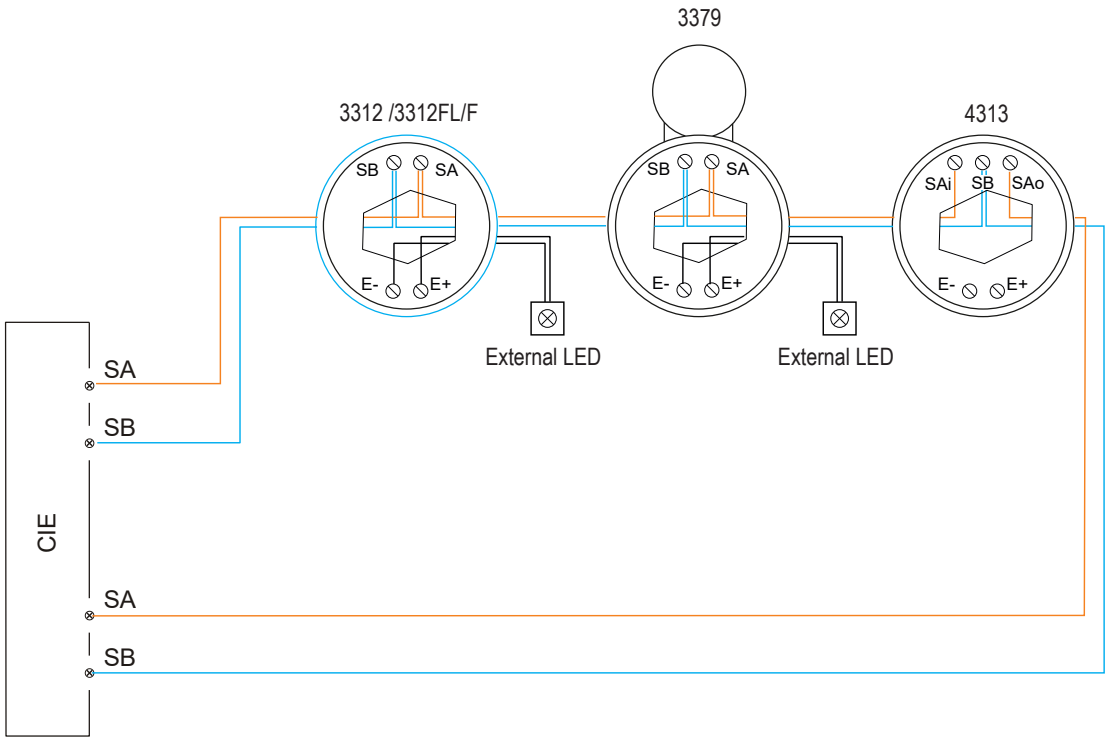 3379
3312 /3312FL/F
4313
SB SA
SB SA
SAi SB SAo
E- E+
E- E+
E- E+
External LED
External LED
SA
SB
CIE
SA
SB